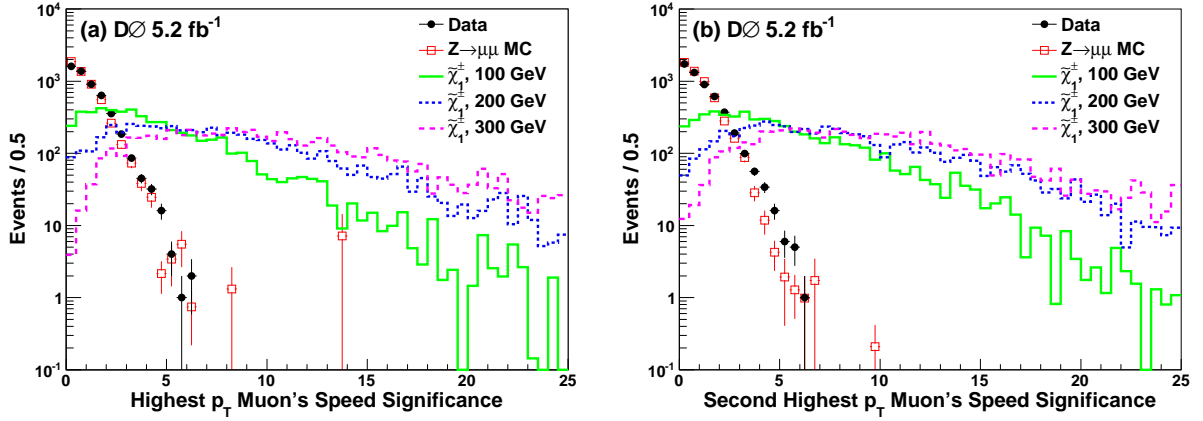 (a) DØ 5.2 fb⁻¹
Data
Z→μμ MC
χ̃₁±, 100 GeV
χ̃₁±, 200 GeV
χ̃₁±, 300 GeV
Events / 0.5
10⁴
10³
10²
10
1
10⁻¹
0 5 10 15 20 25
Highest p_T Muon's Speed Significance
(b) DØ 5.2 fb⁻¹
Data
Z→μμ MC
χ̃₁±, 100 GeV
χ̃₁±, 200 GeV
χ̃₁±, 300 GeV
Events / 0.5
10⁴
10³
10²
10
1
10⁻¹
0 5 10 15 20 25
Second Highest p_T Muon's Speed Significance